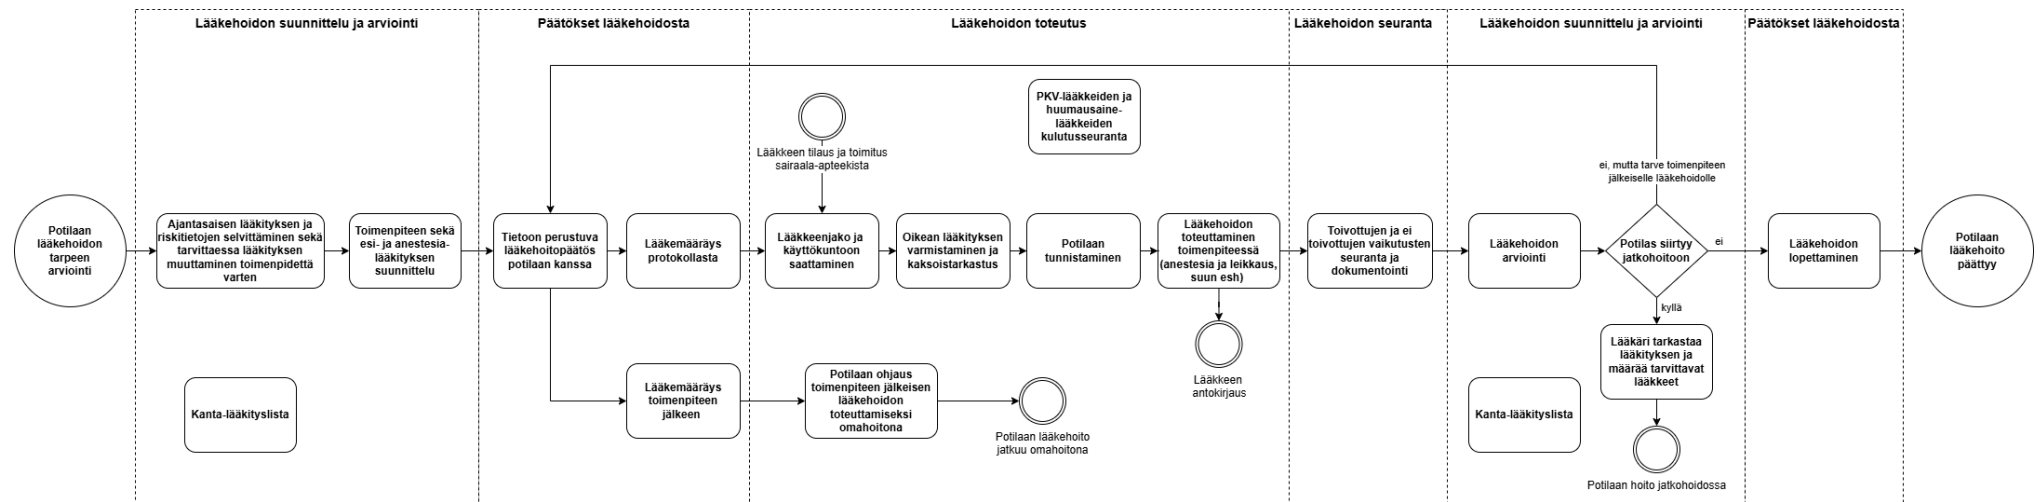 Lääkehoidon suunnittelu ja arviointi
Päätökset lääkehoidosta
Lääkehoidon toteutus
Lääkehoidon seuranta
Lääkehoidon suunnittelu ja arviointi
Päätökset lääkehoidosta
PKV-lääkkeiden ja
huumausaine-
lääkkeiden
kulutusseuranta
Lääkkeen tilaus ja toimitus
sairaala-apteekista
ei, mutta tarve toimenpiteen
jälkeiselle lääkehoidolle
Potilaan
lääkehoidon
tarpeen
arviointi
Ajantasaisen lääkityksen ja
riskitietojen selvittäminen sekä
tarvittaessa lääkityksen
muuttaminen toimenpidettä
varten
Toimenpiteen sekä
esi- ja anestesia-
lääkityksen
suunnittelu
Tietoon perustuva
lääkehoitopäätös
potilaan kanssa
Lääkemääräys
protokollasta
Lääkkeenjako ja
käyttökuntoon
saattaminen
Oikean lääkityksen
varmistaminen ja
kaksoistarkastus
Potilaan
tunnistaminen
Lääkehoidon
toteuttaminen
toimenpiteessä
(anestesia ja leikkaus,
suun esh)
Toivottujen ja ei
toivottujen vaikutusten
seuranta ja
dokumentointi
Lääkehoidon
arviointi
Potilas siirtyy
jatkohoitoon
ei
Lääkehoidon
lopettaminen
Potilaan
lääkehoito
päättyy
kyllä
Lääkäri tarkastaa
lääkityksen ja
määrää tarvittavat
lääkkeet
Kanta-lääkityslista
Lääkemääräys
toimenpiteen
jälkeen
Potilaan ohjaus
toimenpiteen jälkeisen
lääkehoidon
toteuttamiseksi
omahoitona
Potilaan lääkehoito
jatkuu omahoitona
Lääkkeen
antokirjaus
Kanta-lääkityslista
Potilaan hoito jatkohoidossa